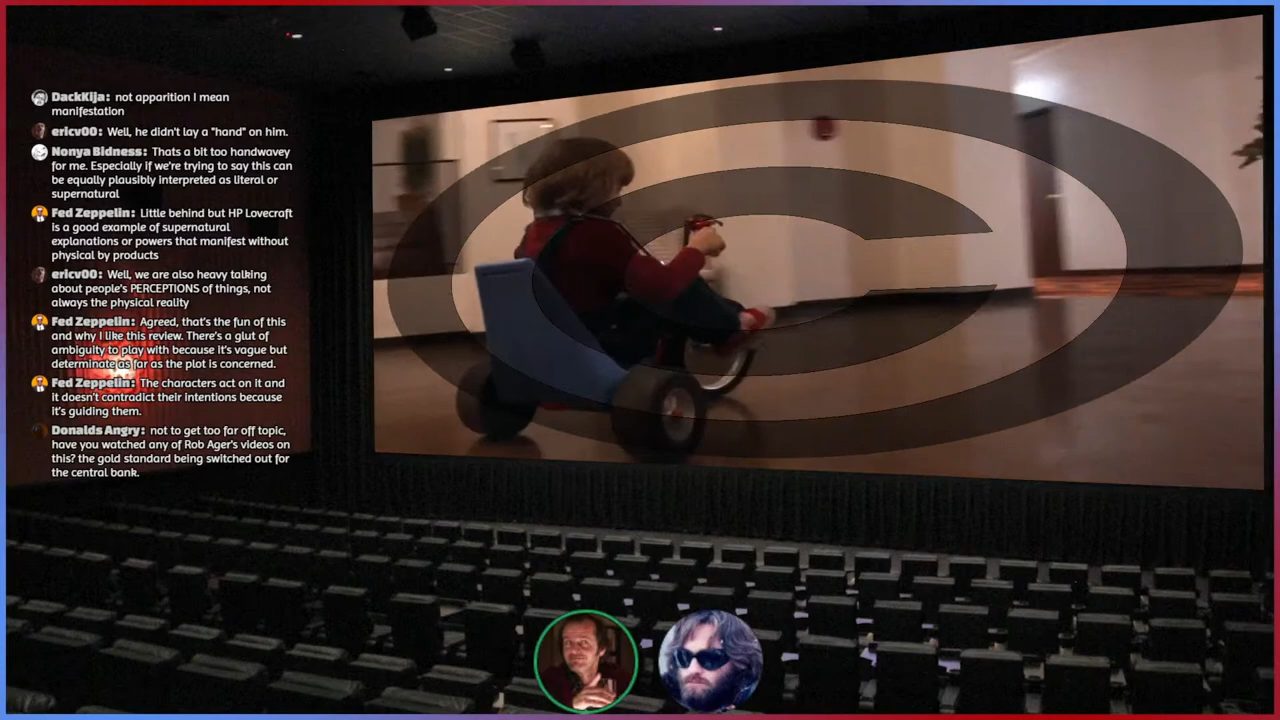 DackKija: not apparition I mean
manifestation
ericv00: Well, he didn't lay a "hand" on him.
Nonya Bidness: Thats a bit too handwavey
for me. Especially if we're trying to say this can
be equally plausibly interpreted as literal or
supernatural
Fed Zeppelin: Little behind but HP Lovecraft
is a good example of supernatural
explanations or powers that manifest without
physical by products
ericv00: Well, we are also heavy talking
about people's PERCEPTIONS of things, not
always the physical reality
Fed Zeppelin: Agreed, that's the fun of this
and why I like this review. There's a glut of
ambiguity to play with because it's vague but
determinate as far as the plot is concerned.
Fed Zeppelin: The characters act on it and
it doesn't contradict their intentions because
it's guiding them.
Donalds Angry: not to get too far off topic,
have you watched any of Rob Ager's videos on
this? the gold standard being switched out for
the central bank.